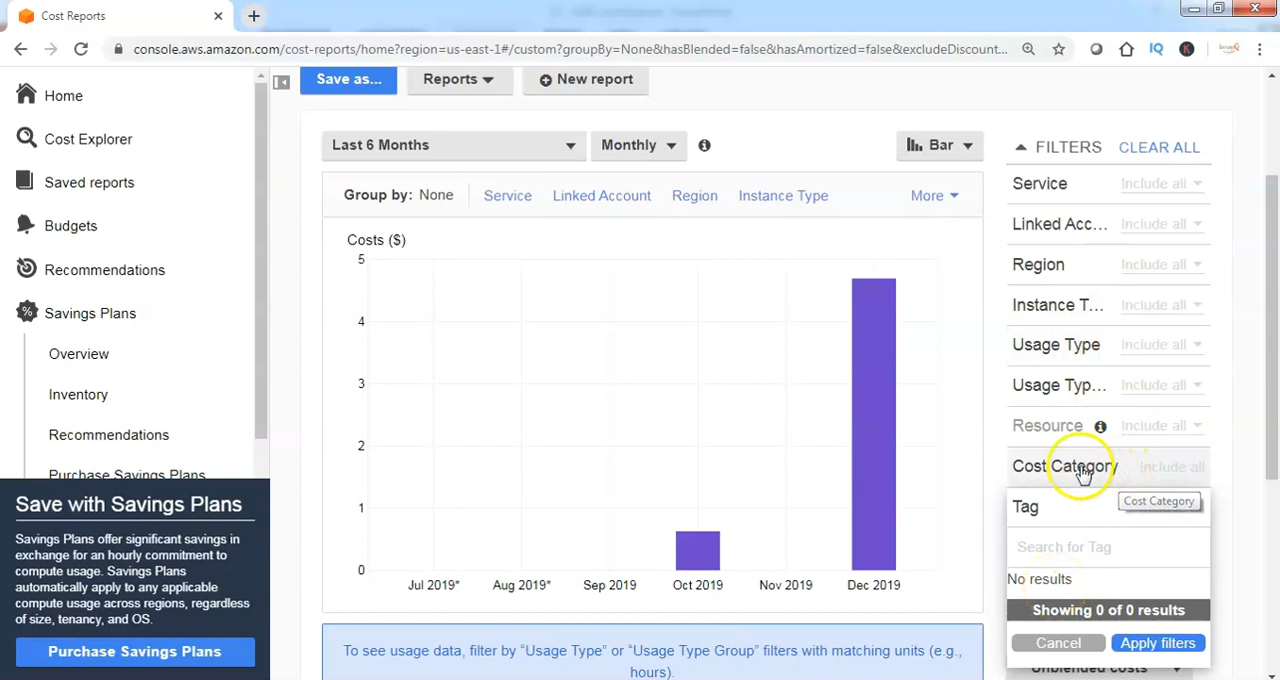 Cost Reports
console.aws.amazon.com/cost-reports/home?region=us-east-1#/custom?groupBy=None&hasBlended=false&hasAmortized=false&excludeDiscount...
Home
Cost Explorer
Saved reports
Budgets
Recommendations
Savings Plans
Overview
Inventory
Recommendations
Purchase Savings Plans
Save with Savings Plans
Savings Plans offer significant savings in
exchange for an hourly commitment to
compute usage. Savings Plans
automatically apply to any applicable
compute usage across regions, regardless
of size, tenancy, and OS.
Purchase Savings Plans
Save as...
Reports
New report
Last 6 Months
Monthly
Bar
Group by: None
Service
Linked Account
Region
Instance Type
More
Costs ($)
5
4
3
2
1
0
Jul 2019*
Aug 2019*
Sep 2019
Oct 2019
Nov 2019
Dec 2019
To see usage data, filter by “Usage Type” or “Usage Type Group” filters with matching units (e.g.,
hours).
FILTERS
CLEAR ALL
Service Include all
Linked Acc... Include all
Region Include all
Instance T... Include all
Usage Type Include all
Usage Typ... Include all
Resource Include all
Cost Category Include all
Cost Category
Tag
Search for Tag
No results
Showing 0 of 0 results
Cancel
Apply filters
Unblended costs